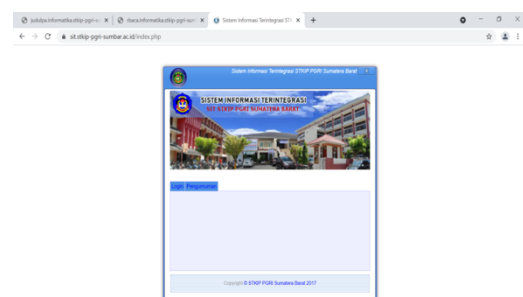 judulpa.informatika.stkip-pgri-su
rbaca.informatika.stkip-pgri-sum
Sistem Informasi Terintegrasi STK
sit.stkip-pgri-sumbar.ac.id/index.php
Sistem Informasi Terintegrasi STKIP PGRI Sumatera Barat
SISTEM INFORMASI TERINTEGRASI
SIT STKIP PGRI SUMATERA BARAT
Login Pengumuman
Copyright © STKIP PGRI Sumatera Barat 2017